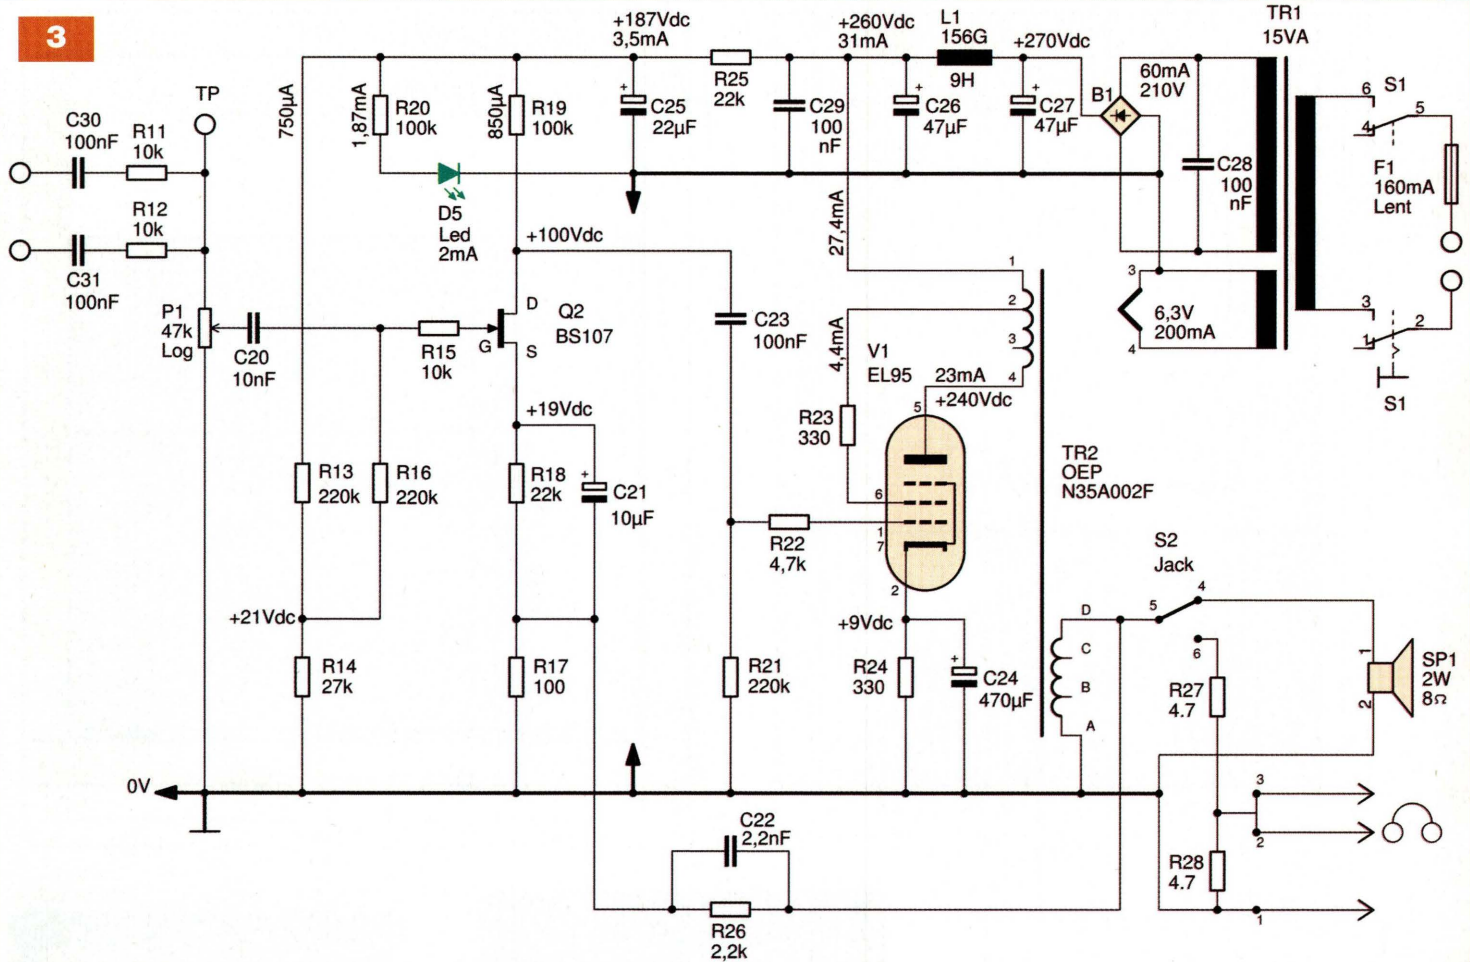 3
+187Vdc
3,5mA
+260Vdc
31mA
L1
156G
9H
+270Vdc
TR1
15VA
60mA
210V
B1
S1
6
5
4
TP
C30
100nF
R11
10k
750µA
1,87mA
R20
100k
850µA
R19
100k
C25
22µF
+
R25
22k
C29
100
nF
C26
47µF
+
C27
47µF
+
C28
100
nF
F1
160mA
Lent
R12
10k
C31
100nF
D5
Led
2mA
+100Vdc
27,4mA
1
2
3
4
3
6,3V
200mA
4
3
2
1
S1
P1
47k
Log
C20
10nF
R15
10k
G
D
S
Q2
BS107
C23
100nF
4,4mA
V1
EL95
23mA
+240Vdc
5
R23
330
+19Vdc
R13
220k
R16
220k
R18
22k
+
C21
10µF
R22
4,7k
6
1
7
2
TR2
OEP
N35A002F
S2
Jack
5
4
6
+21Vdc
+9Vdc
R14
27k
R17
100
R21
220k
R24
330
+
C24
470µF
D
C
B
A
R27
4.7
1
2
SP1
2W
8Ω
0V
3
2
C22
2,2nF
R28
4.7
1
R26
2,2k